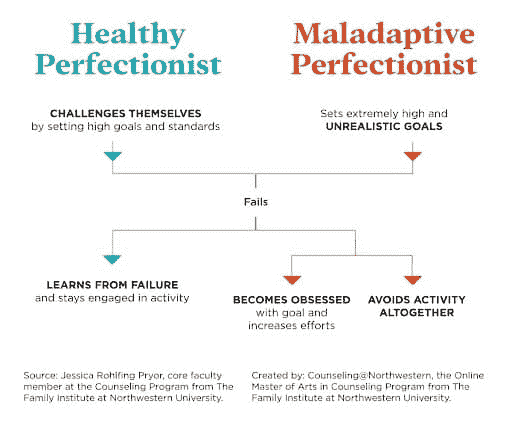 Healthy
Perfectionist
Maladaptive
Perfectionist
CHALLENGES THEMSELVES
by setting high goals and standards
Sets extremely high and
UNREALISTIC GOALS
Fails
LEARNS FROM FAILURE
and stays engaged in activity
BECOMES OBSESSED
with goal and
increases efforts
AVOIDS ACTIVITY
ALTOGETHER
Source: Jessica Rohlfing Pryor, core faculty
member at the Counseling Program from The
Family Institute at Northwestern University.
Created by: Counseling@Northwestern, the Online
Master of Arts in Counseling Program from The
Family Institute at Northwestern University.